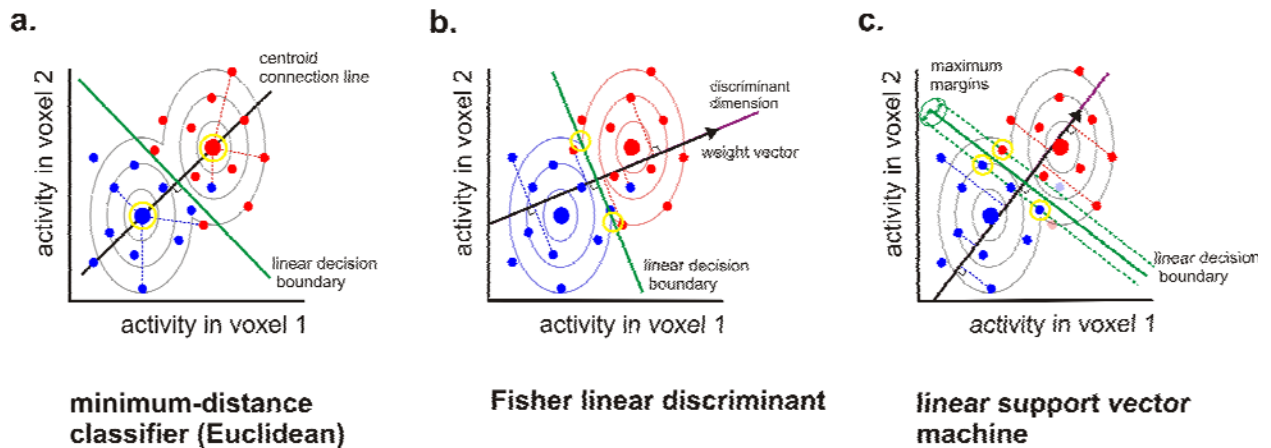 a.
activity in voxel 2
centroid
connection line
linear decision
boundary
activity in voxel 1
minimum-distance
classifier (Euclidean)
b.
activity in voxel 2
discriminant
dimension
weight vector
linear decision
boundary
activity in voxel 1
Fisher linear discriminant
c.
activity in voxel 2
maximum
margins
linear decision
boundary
activity in voxel 1
linear support vector
machine